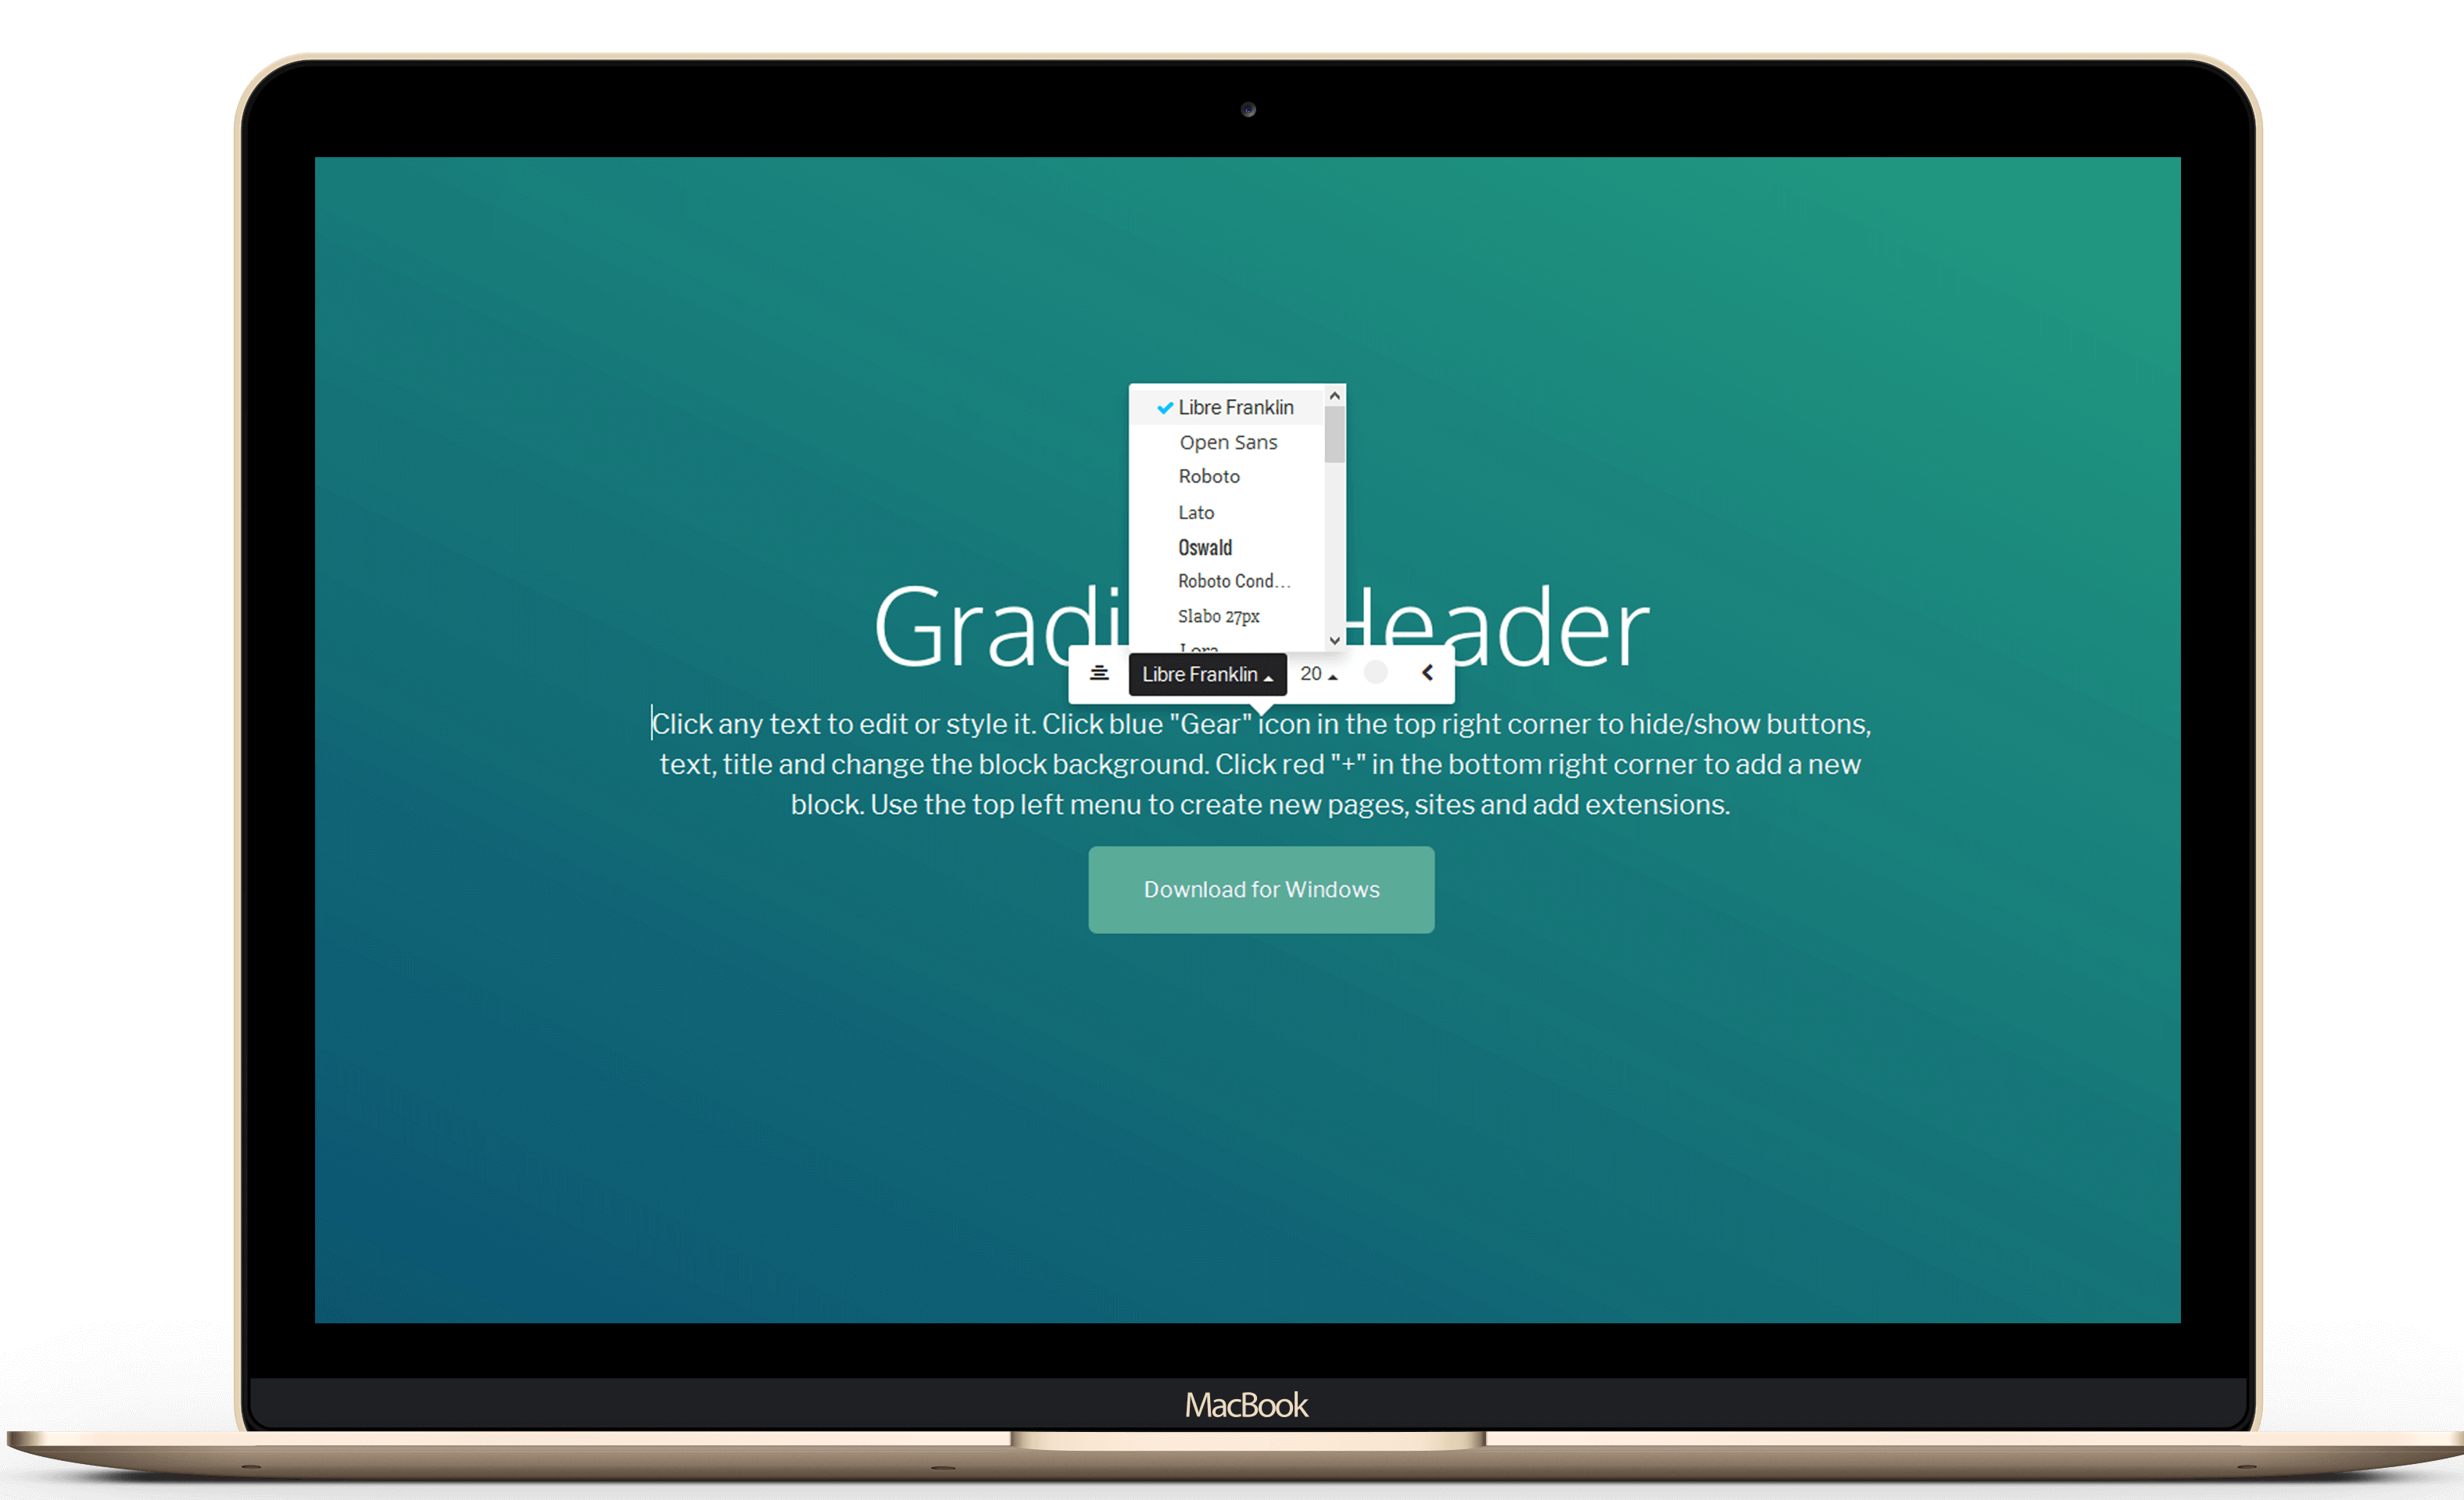 Libre Franklin
Open Sans
Roboto
Lato
Oswald
Roboto Cond...
Slabo 27px
Lora
Gradi Header
Libre Franklin 20
Click any text to edit or style it. Click blue "Gear" icon in the top right corner to hide/show buttons,
text, title and change the block background. Click red "+" in the bottom right corner to add a new
block. Use the top left menu to create new pages, sites and add extensions.
Download for Windows
MacBook